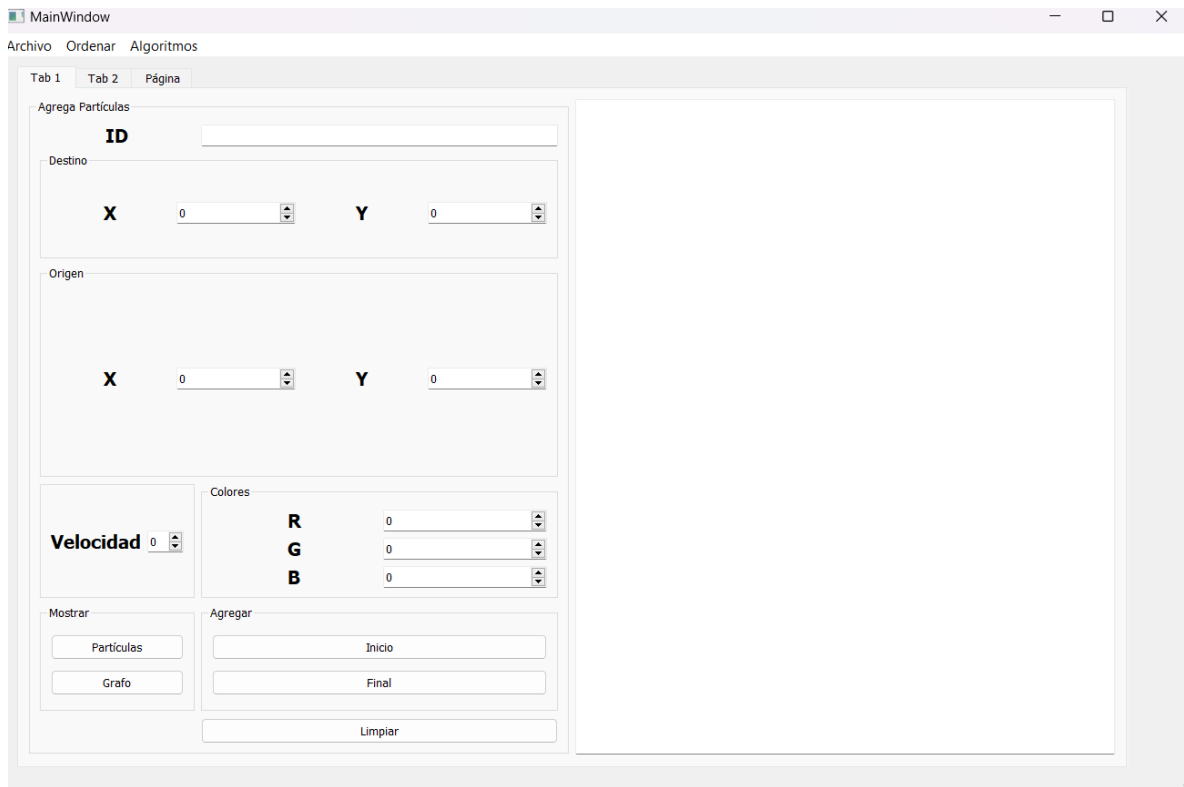 MainWindow
Archivo Ordenar Algoritmos
Tab 1 Tab 2 Página
Agrega Partículas
ID
Destino
X 0 Y 0
Origen
X 0 Y 0
Velocidad 0
Colores
R 0
G 0
B 0
Mostrar
Partículas
Grafo
Agregar
Inicio
Final
Limpiar